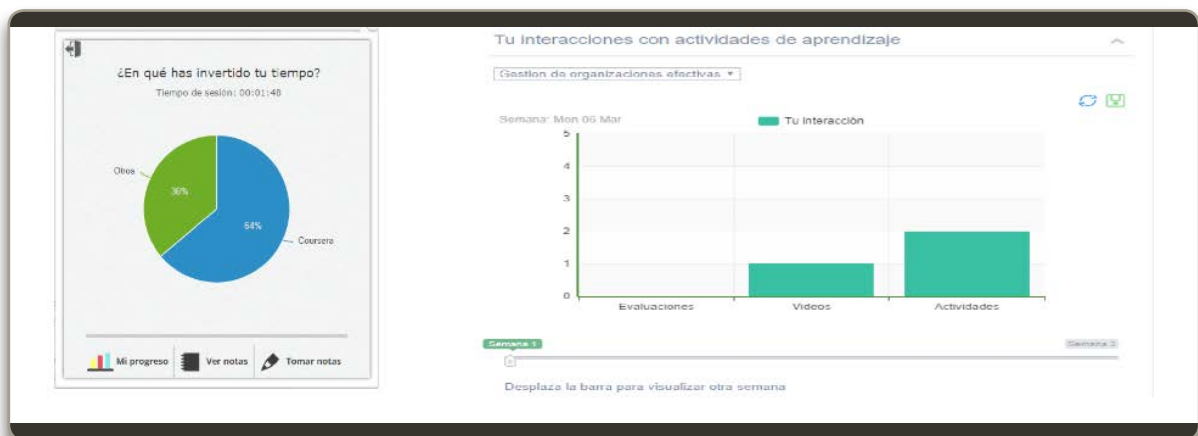 ¿En qué has invertido tu tiempo?
Tiempo de sesión: 00:01:48
Otros
36%
64%
Coursera
Mi progreso
Ver notas
Tomar notas
Tu interacciones con actividades de aprendizaje
Gestion de organizaciones efectivas
Semana: Mon 06 Mar
Tu interacción
5
4
3
2
1
0
Evaluaciones
Videos
Actividades
Semana 1
Semana
Desplaza la barra para visualizar otra semana